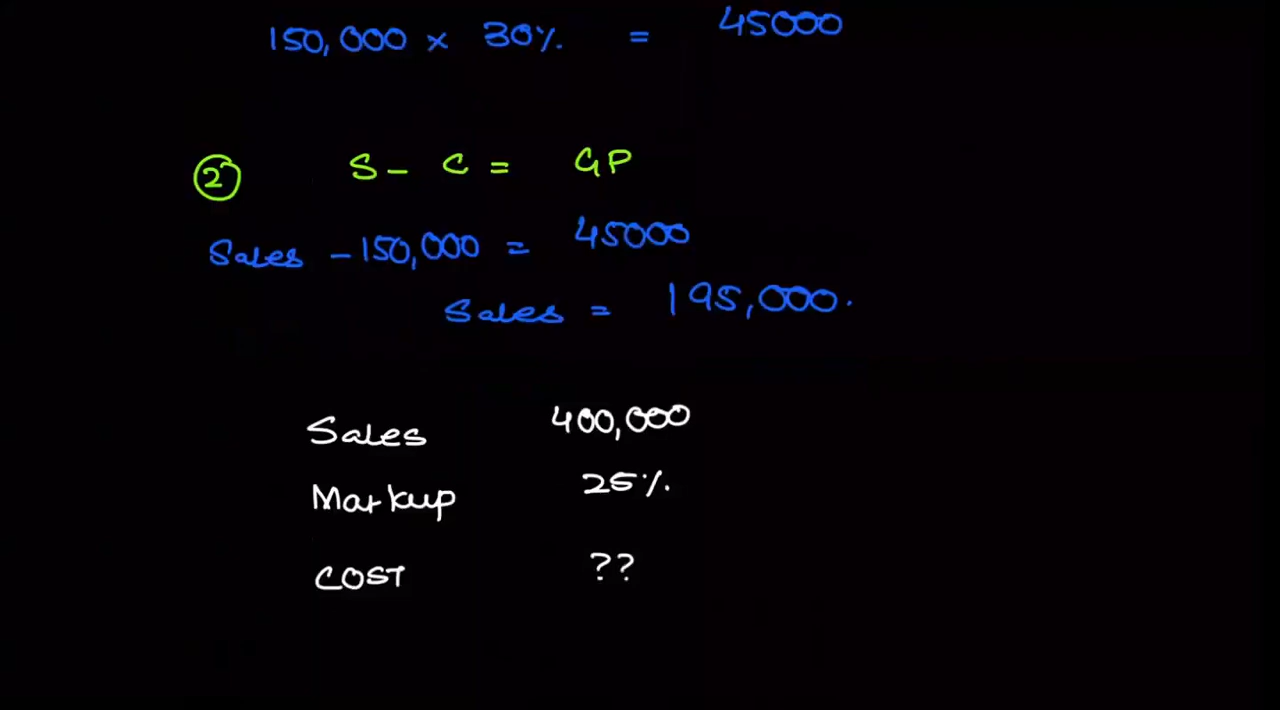 150,000 × 30% = 45000
② S - C = GP
Sales - 150,000 = 45000
Sales = 195,000.
Sales 400,000
Markup 25%
COST ??